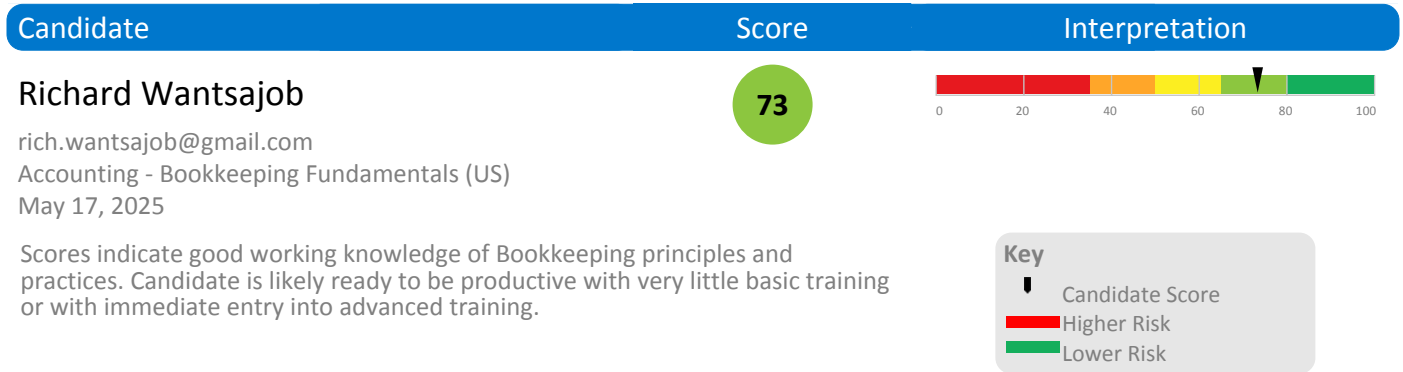 Candidate Score Interpretation
Richard Wantsajob
73
0 20 40 60 80 100
rich.wantsajob@gmail.com
Accounting - Bookkeeping Fundamentals (US)
May 17, 2025
Scores indicate good working knowledge of Bookkeeping principles and
practices. Candidate is likely ready to be productive with very little basic training
or with immediate entry into advanced training.
Key
Candidate Score
Higher Risk
Lower Risk